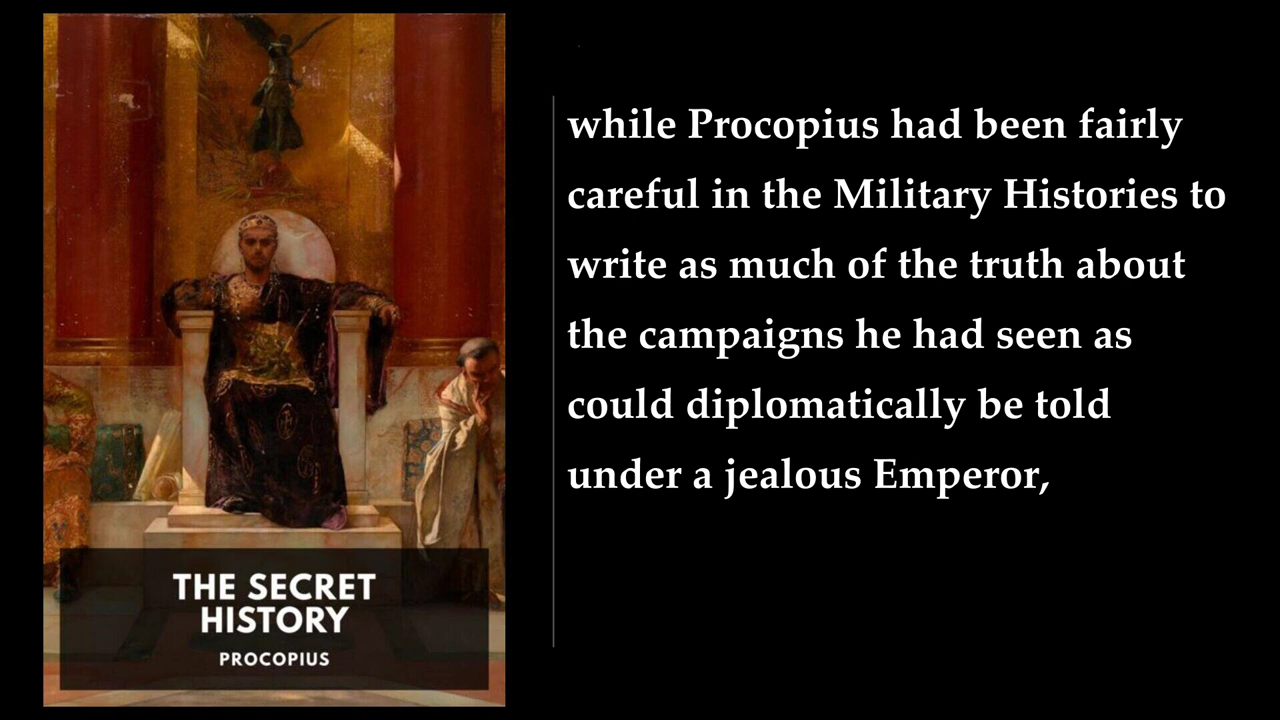 THE SECRET
HISTORY
PROCOPIUS
while Procopius had been fairly
careful in the Military Histories to
write as much of the truth about
the campaigns he had seen as
could diplomatically be told
under a jealous Emperor,